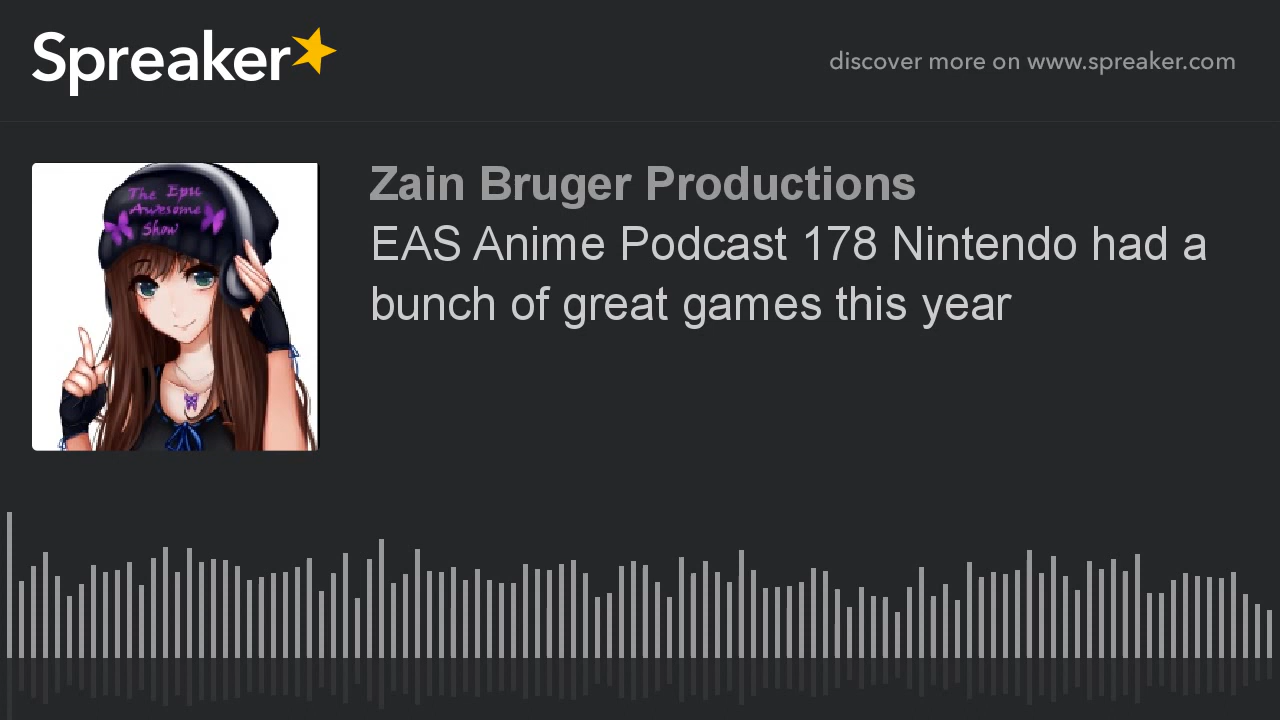 Spreaker
discover more on www.spreaker.com
The Epic
Awesome
Show
Zain Bruger Productions
EAS Anime Podcast 178 Nintendo had a
bunch of great games this year